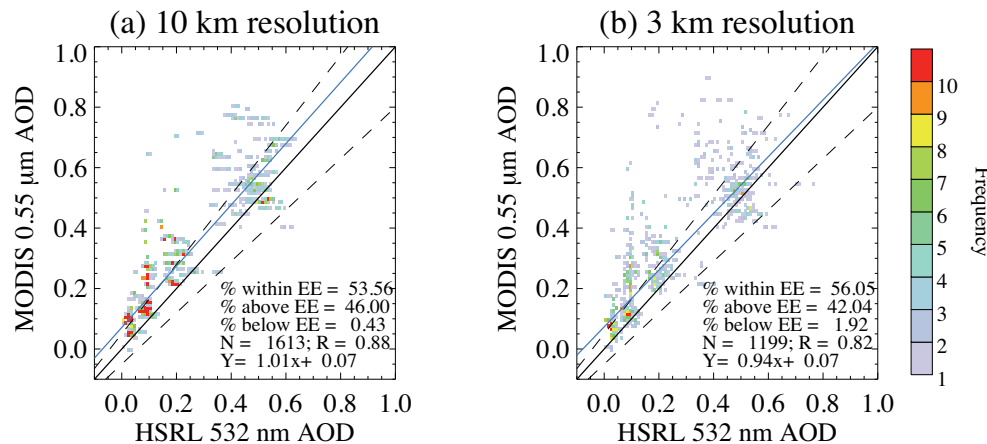 (a) 10 km resolution
1.0
0.8
0.6
0.4
0.2
0.0
MODIS 0.55 µm AOD
% within EE = 53.56
% above EE = 46.00
% below EE = 0.43
N = 1613; R = 0.88
Y= 1.01x+ 0.07
0.0 0.2 0.4 0.6 0.8 1.0
HSRL 532 nm AOD
(b) 3 km resolution
1.0
0.8
0.6
0.4
0.2
0.0
MODIS 0.55 µm AOD
% within EE = 56.05
% above EE = 42.04
% below EE = 1.92
N = 1199; R = 0.82
Y= 0.94x+ 0.07
0.0 0.2 0.4 0.6 0.8 1.0
HSRL 532 nm AOD
10
9
8
7
6
5
4
3
2
1
Frequency